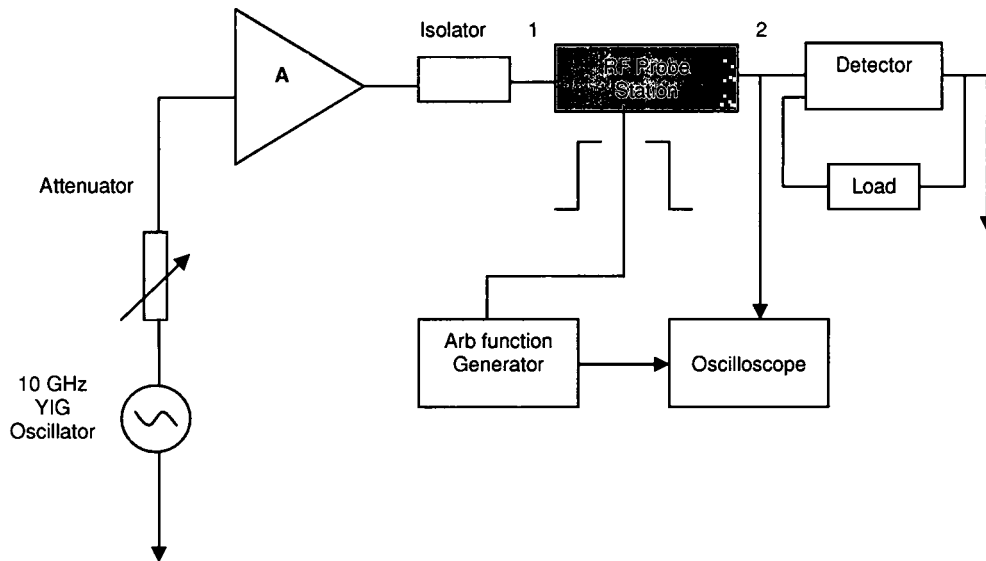 Isolator
1
2
A
RF Probe
Station
Detector
Attenuator
Load
Arb function
Generator
Oscilloscope
10 GHz
YIG
Oscillator